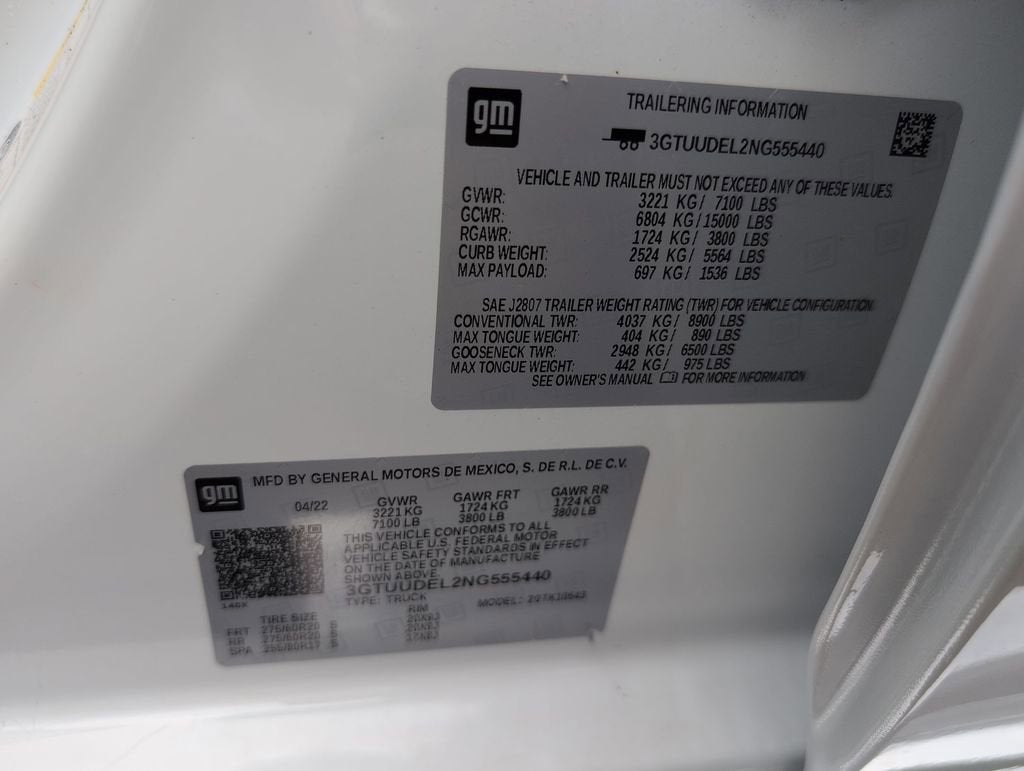 gm
TRAILERING INFORMATION
3GTUUDEL2NG555440
VEHICLE AND TRAILER MUST NOT EXCEED ANY OF THESE VALUES.
GVWR: 3221 KG/ 7100 LBS
GCWR: 6804 KG/15000 LBS
RGAWR: 1724 KG/ 3800 LBS
CURB WEIGHT: 2524 KG/ 5564 LBS
MAX PAYLOAD: 697 KG/ 1536 LBS
SAE J2807 TRAILER WEIGHT RATING (TWR) FOR VEHICLE CONFIGURATION
CONVENTIONAL TWR: 4037 KG/ 8900 LBS
MAX TONGUE WEIGHT: 404 KG/ 890 LBS
GOOSENECK TWR: 2948 KG/ 6500 LBS
MAX TONGUE WEIGHT: 442 KG/ 975 LBS
SEE OWNER'S MANUAL FOR MORE INFORMATION
gm
MFD BY GENERAL MOTORS DE MEXICO, S. DE R.L. DE C.V.
04/22 GVWR GAWR FRT GAWR RR
3221 KG 1724 KG 1724 KG
7100 LB 3800 LB 3800 LB
THIS VEHICLE CONFORMS TO ALL
APPLICABLE U.S. FEDERAL MOTOR
VEHICLE SAFETY STANDARDS IN EFFECT
ON THE DATE OF MANUFACTURE
SHOWN ABOVE
3GTUUDEL2NG555440
TYPE: TRUCK MODEL:
TIRE SIZE RIM
FRT 275/60R20
RR 275/60R20
SPA